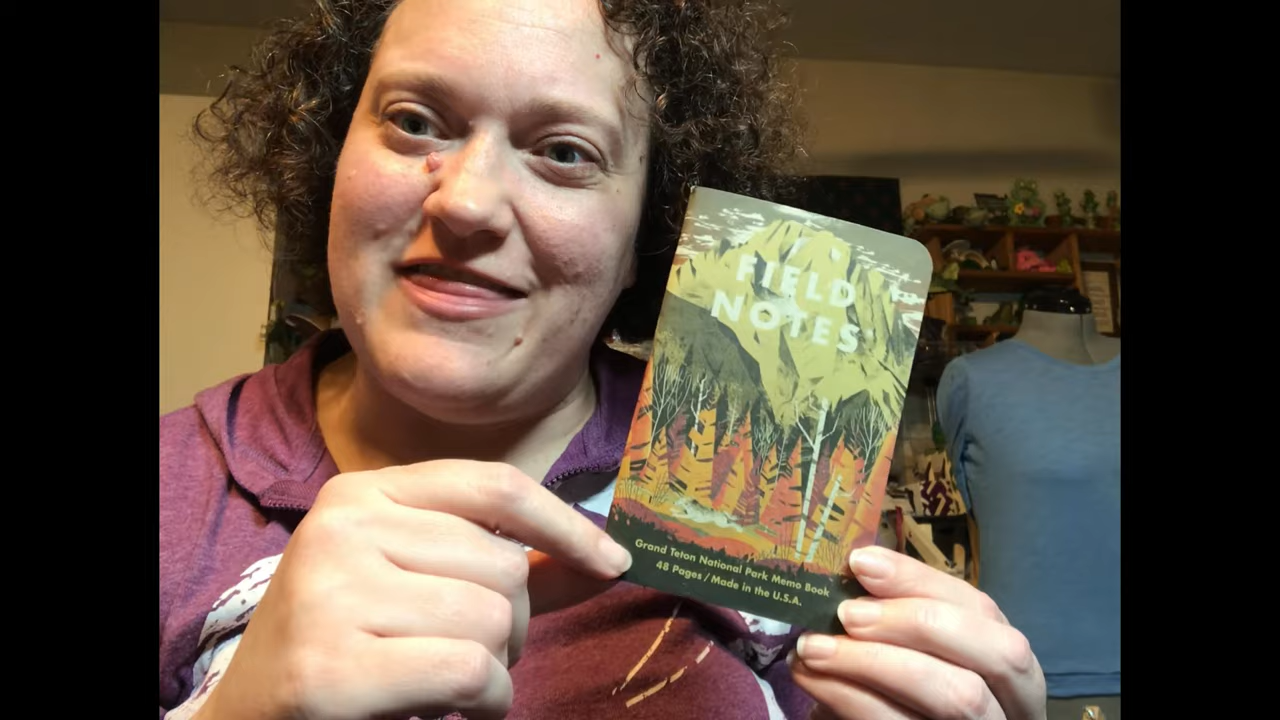 FIELD
NOTES
Grand Teton National Park Memo Book
48 Pages / Made in the U.S.A.